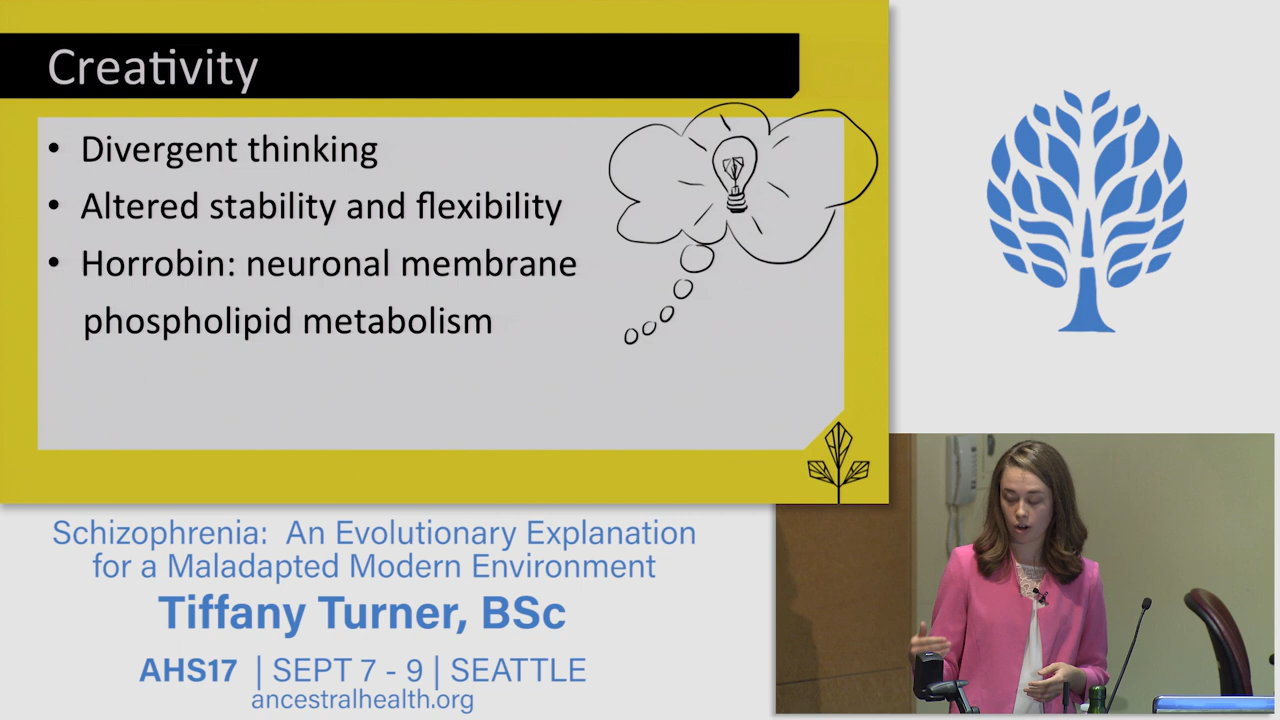 Creativity
• Divergent thinking
• Altered stability and flexibility
• Horrobin: neuronal membrane
phospholipid metabolism
Schizophrenia: An Evolutionary Explanation
for a Maladapted Modern Environment
Tiffany Turner, BSc
AHS17 | SEPT 7 - 9 | SEATTLE
ancestralhealth.org